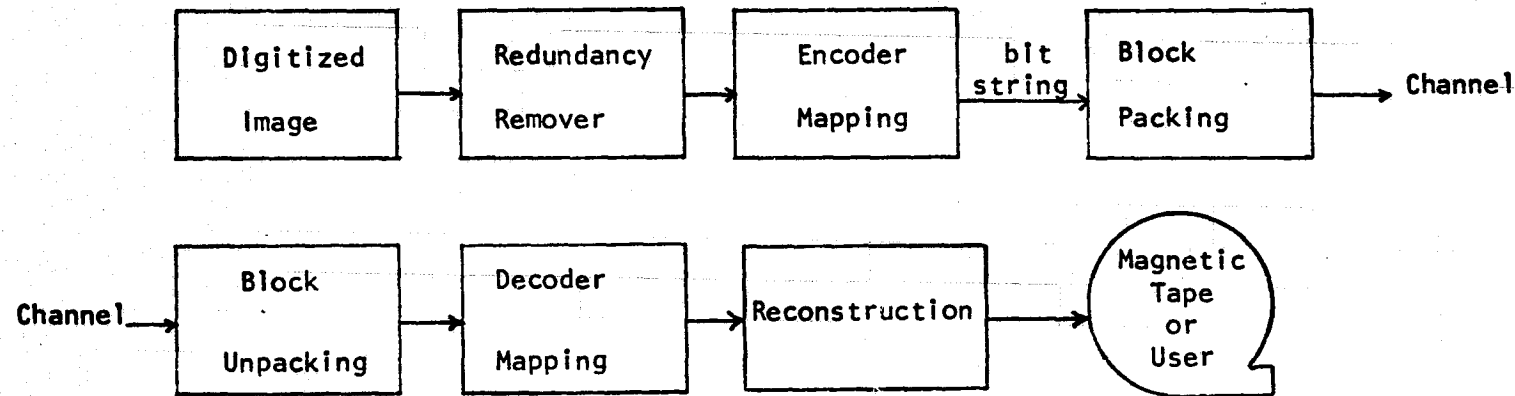 Digitized
Image
Redundancy
Remover
Encoder
Mapping
bit
string
Block
Packing
Channel
Channel
Block
Unpacking
Decoder
Mapping
Reconstruction
Magnetic
Tape
or
User